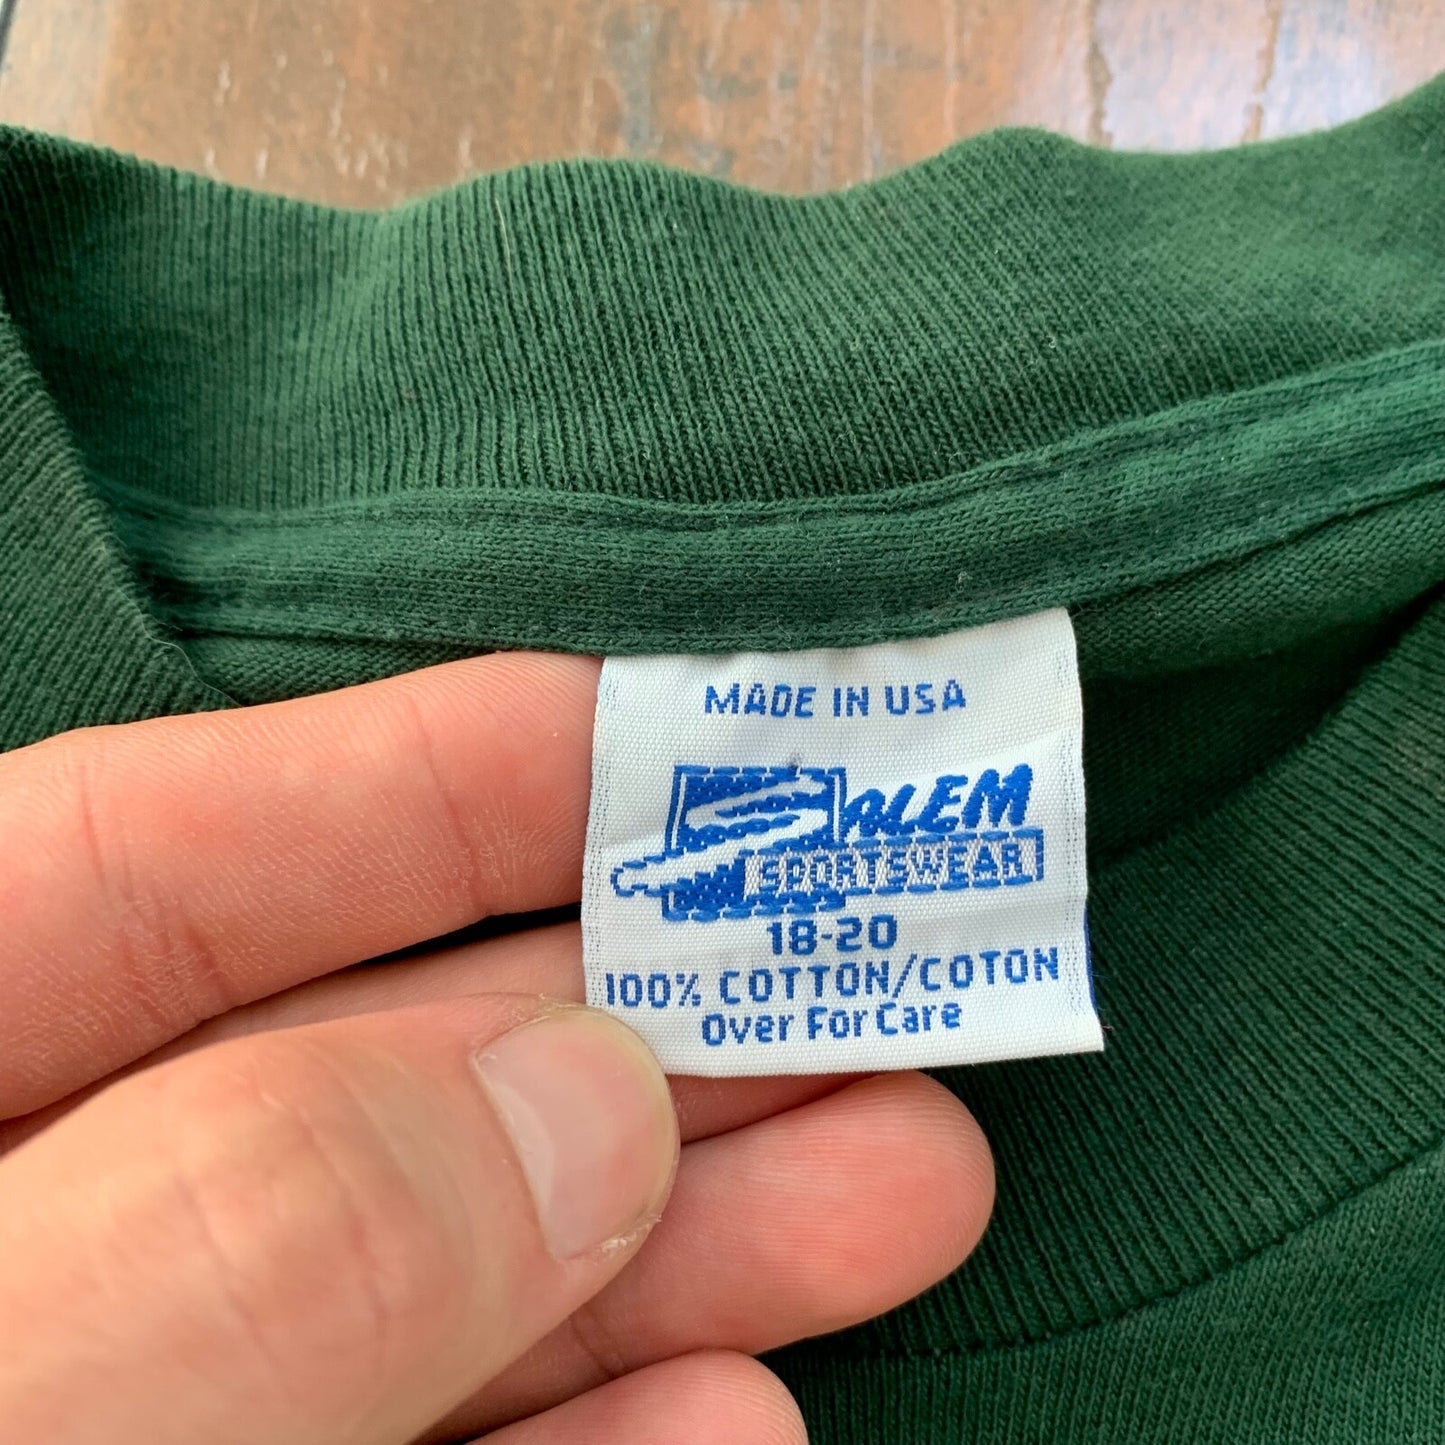 MADE IN USA
SALEM
SPORTSWEAR
18-20
100% COTTON/COTON
Over For Care